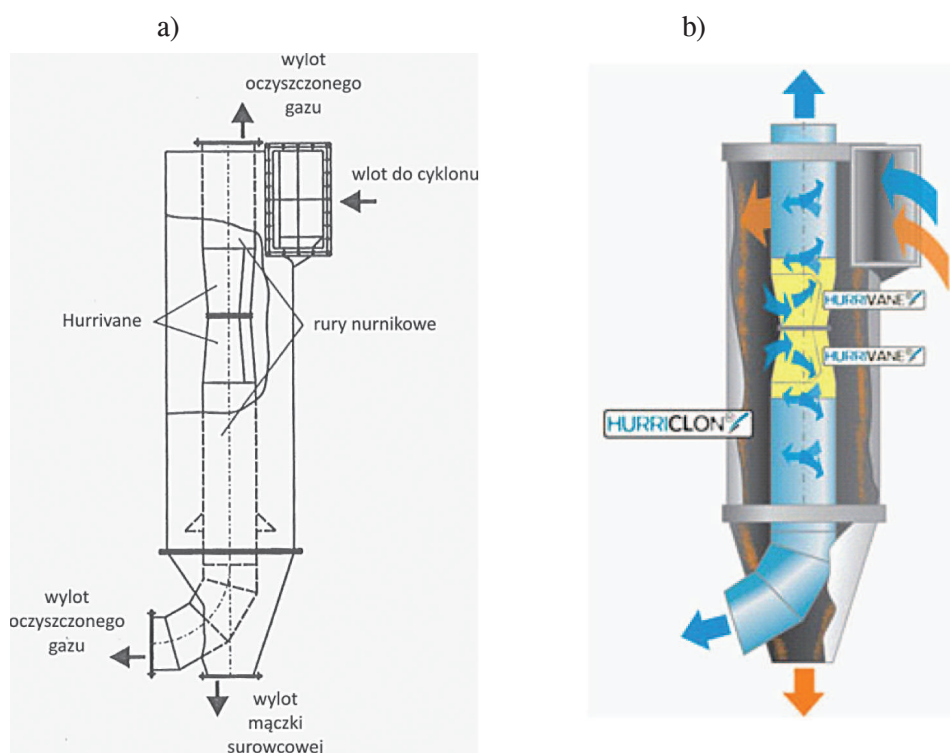 a)
b)
wylot
oczyszczonego
gazu
wlot do cyklonu
Hurrivane
rury nurnikowe
wylot
oczyszczonego
gazu
wylot
mączki
surowcowej
HURRIVANE®
HURRIVANE®
HURRICLON®